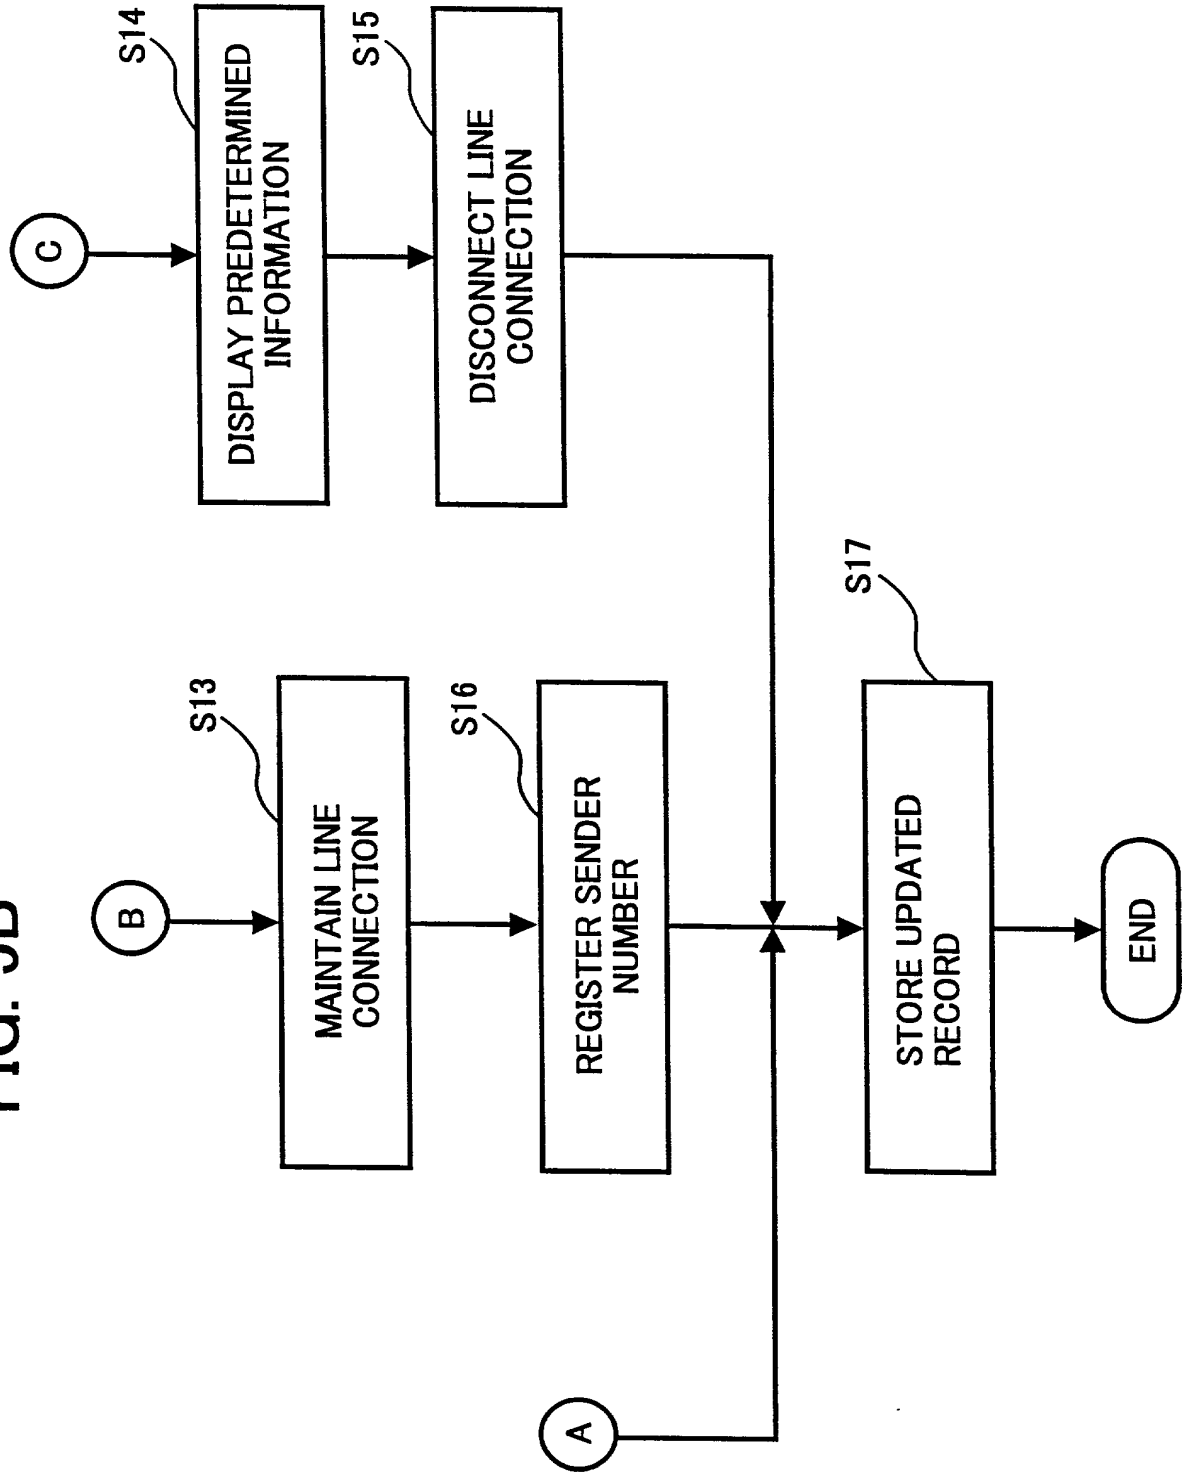 FIG.
A
B
S13
MAINTAIN LINE
CONNECTION
S16
REGISTER SENDER
NUMBER
C
S14
DISPLAY PREDETERMINED
INFORMATION
S15
DISCONNECT LINE
CONNECTION
S17
STORE UPDATED
RECORD
END